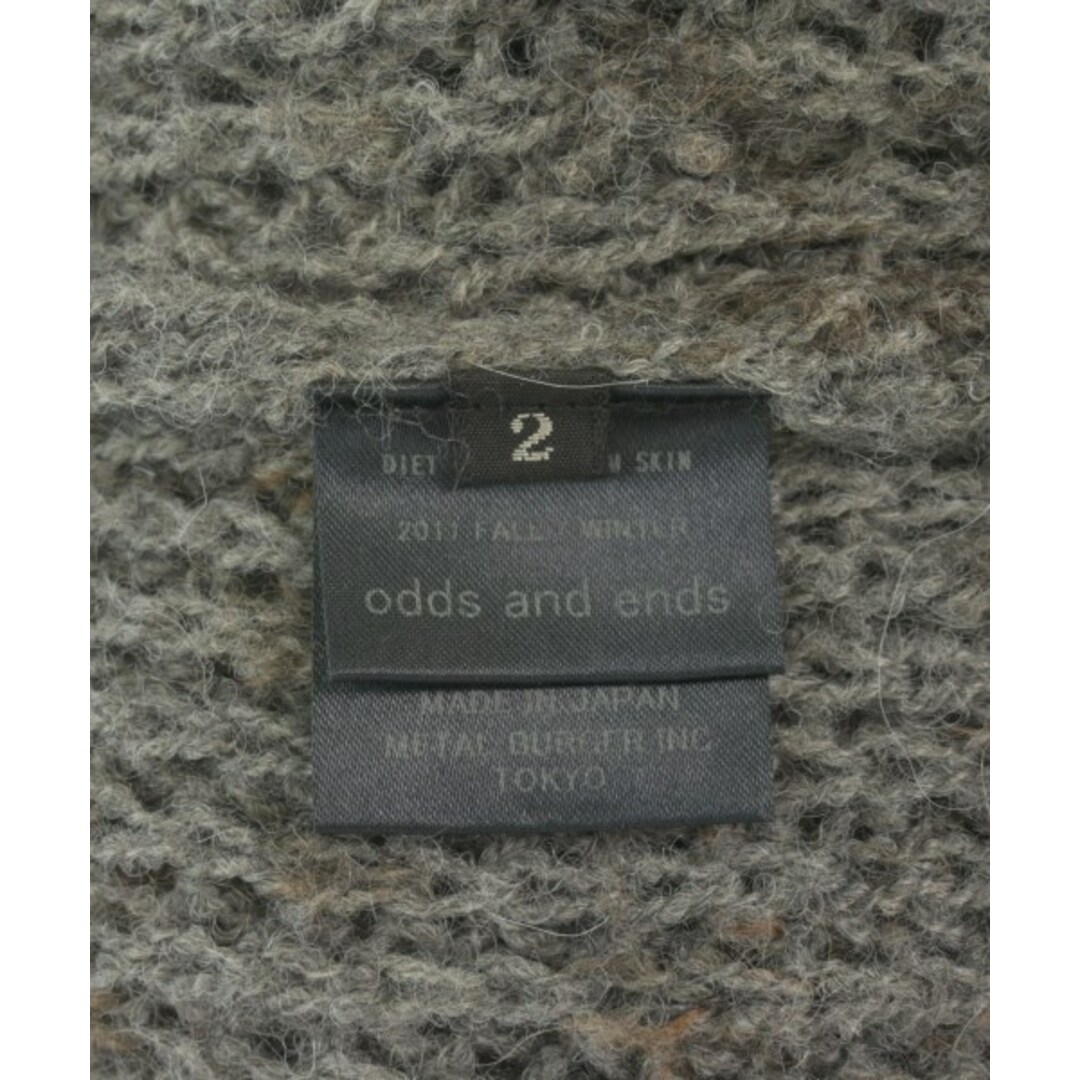 2
DIET SKIN
2011 FALL / WINTER
odds and ends
MADE IN JAPAN
METAL BURGER INC
TOKYO